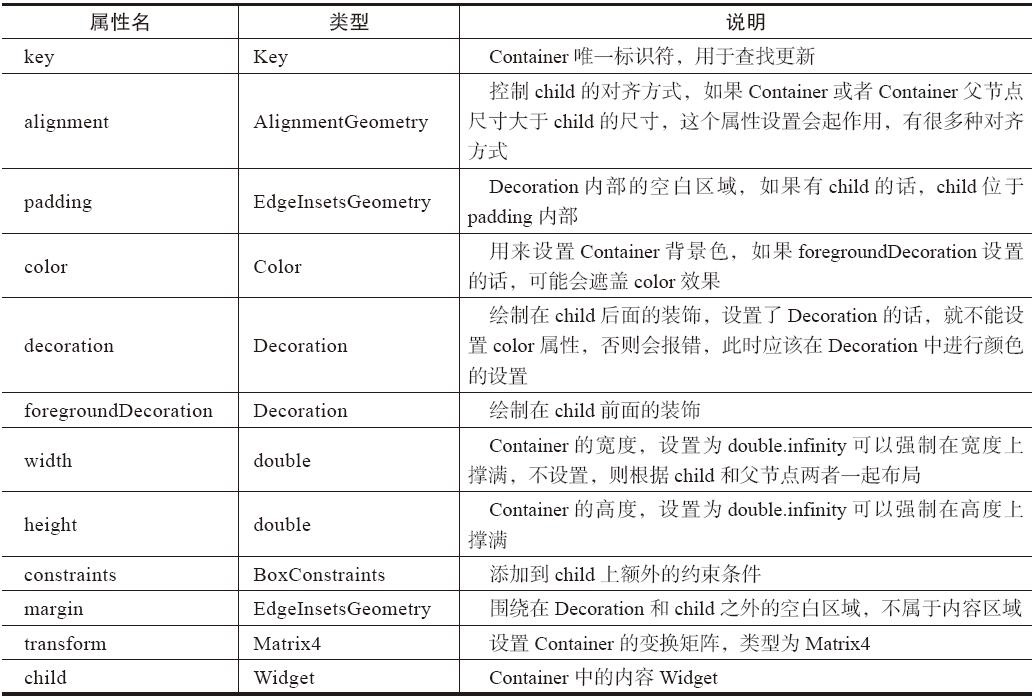 属性名 类型 说明
key Key Container 唯一标识符，用于查找更新
控制 child 的对齐方式，如果 Container 或者 Container 父节点
alignment AlignmentGeometry 尺寸大于 child 的尺寸，这个属性设置会起作用，有很多种对齐
方式
padding EdgeInsetsGeometry Decoration 内部的空白区域，如果有 child 的话，child 位于
padding 内部
color Color 用来设置 Container 背景色，如果 foregroundDecoration 设置
的话，可能会遮盖 color 效果
绘制在 child 后面的装饰，设置了 Decoration 的话，就不能设
decoration Decoration 置 color 属性，否则会报错，此时应该在 Decoration 中进行颜色
的设置
foregroundDecoration Decoration 绘制在 child 前面的装饰
width double Container 的宽度，设置为 double.infinity 可以强制在宽度上
撑满，不设置，则根据 child 和父节点两者一起布局
height double Container 的高度，设置为 double.infinity 可以强制在高度上
撑满
constraints BoxConstraints 添加到 child 上额外的约束条件
margin EdgeInsetsGeometry 围绕在 Decoration 和 child 之外的空白区域，不属于内容区域
transform Matrix4 设置 Container 的变换矩阵，类型为 Matrix4
child Widget Container 中的内容 Widget